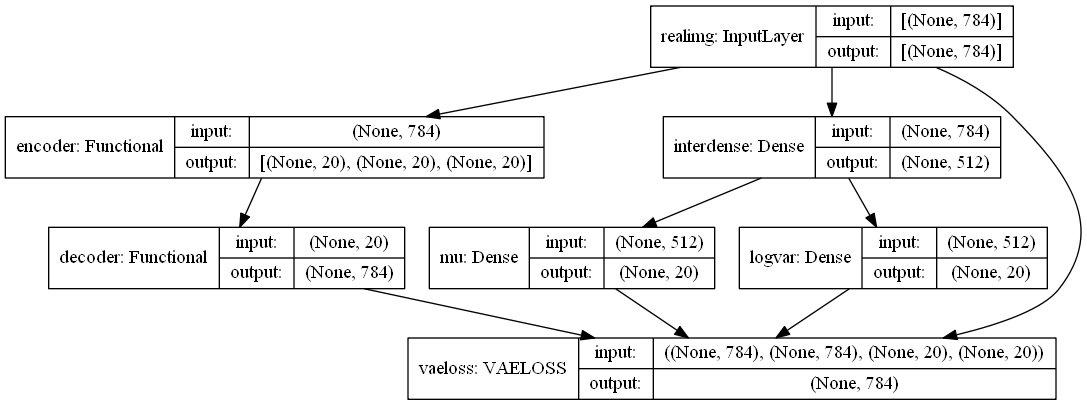 realimg: InputLayer
input:
[(None, 784)]
output:
[(None, 784)]
encoder: Functional
input:
(None, 784)
output:
[(None, 20), (None, 20), (None, 20)]
interdense: Dense
input:
(None, 784)
output:
(None, 512)
decoder: Functional
input:
(None, 20)
output:
(None, 784)
mu: Dense
input:
(None, 512)
output:
(None, 20)
logvar: Dense
input:
(None, 512)
output:
(None, 20)
vaeloss: VAELOSS
input:
((None, 784), (None, 784), (None, 20), (None, 20))
output:
(None, 784)